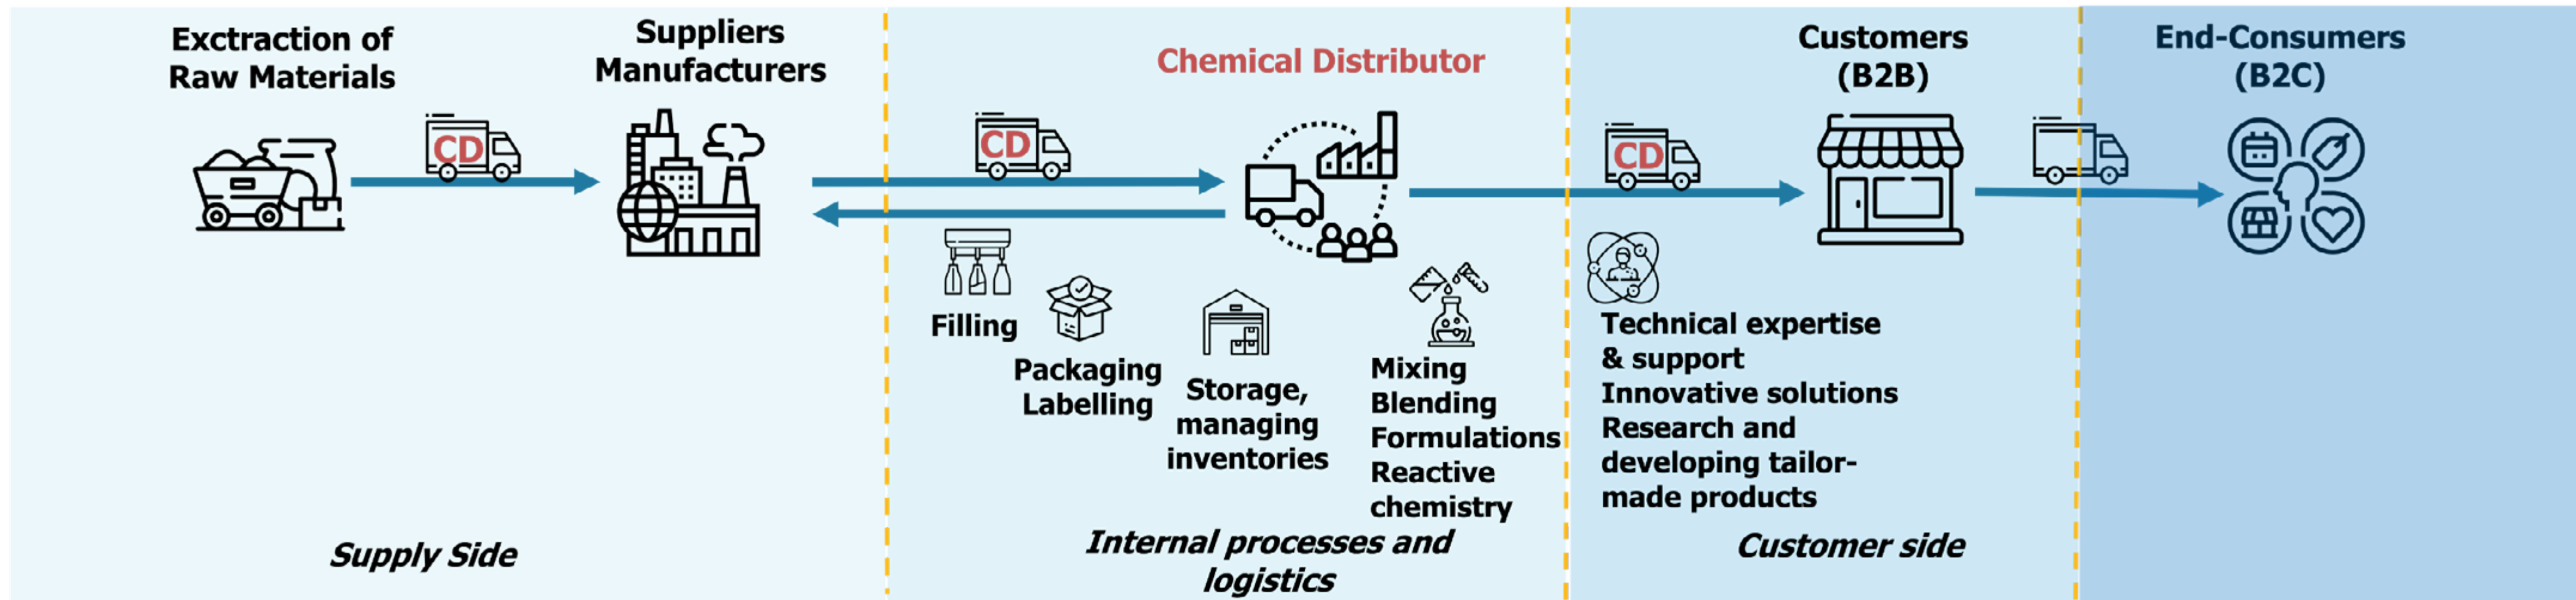 Exctraction of
Raw Materials
CD
Suppliers
Manufacturers
CD
Chemical Distributor
CD
Customers
(B2B)
End-Consumers
(B2C)
Filling
Packaging
Labelling
Storage,
managing
inventories
Mixing
Blending
Formulations
Reactive
chemistry
Technical expertise
& support
Innovative solutions
Research and
developing tailor-
made products
Supply Side
Internal processes and
logistics
Customer side